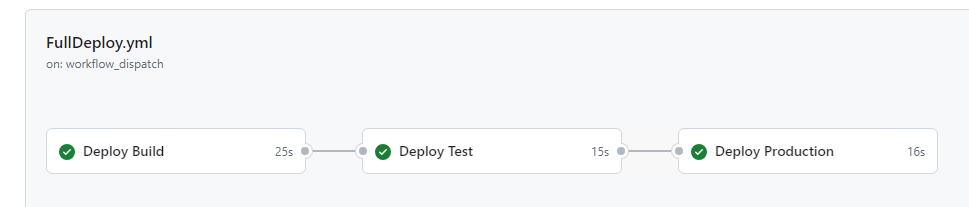 FullDeploy.yml
on: workflow_dispatch
Deploy Build 25s
Deploy Test 15s
Deploy Production 16s